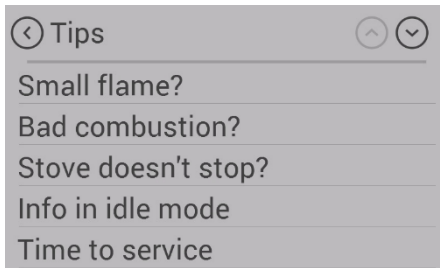 Tips
Small flame?
Bad combustion?
Stove doesn't stop?
Info in idle mode
Time to service